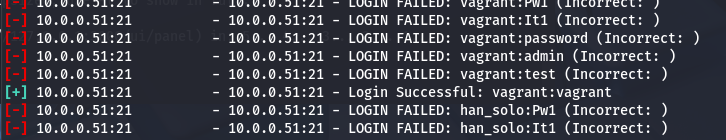 [-] 10.0.0.51:21 - 10.0.0.51:21 - LOGIN FAILED: vagrant:Pw1 (Incorrect: )
[-] 10.0.0.51:21 - 10.0.0.51:21 - LOGIN FAILED: vagrant:It1 (Incorrect: )
[-] 10.0.0.51:21 - 10.0.0.51:21 - LOGIN FAILED: vagrant:password (Incorrect: )
[-] 10.0.0.51:21 - 10.0.0.51:21 - LOGIN FAILED: vagrant:admin (Incorrect: )
[-] 10.0.0.51:21 - 10.0.0.51:21 - LOGIN FAILED: vagrant:test (Incorrect: )
[+] 10.0.0.51:21 - 10.0.0.51:21 - Login Successful: vagrant:vagrant
[-] 10.0.0.51:21 - 10.0.0.51:21 - LOGIN FAILED: han_solo:Pw1 (Incorrect: )
[-] 10.0.0.51:21 - 10.0.0.51:21 - LOGIN FAILED: han_solo:It1 (Incorrect: )